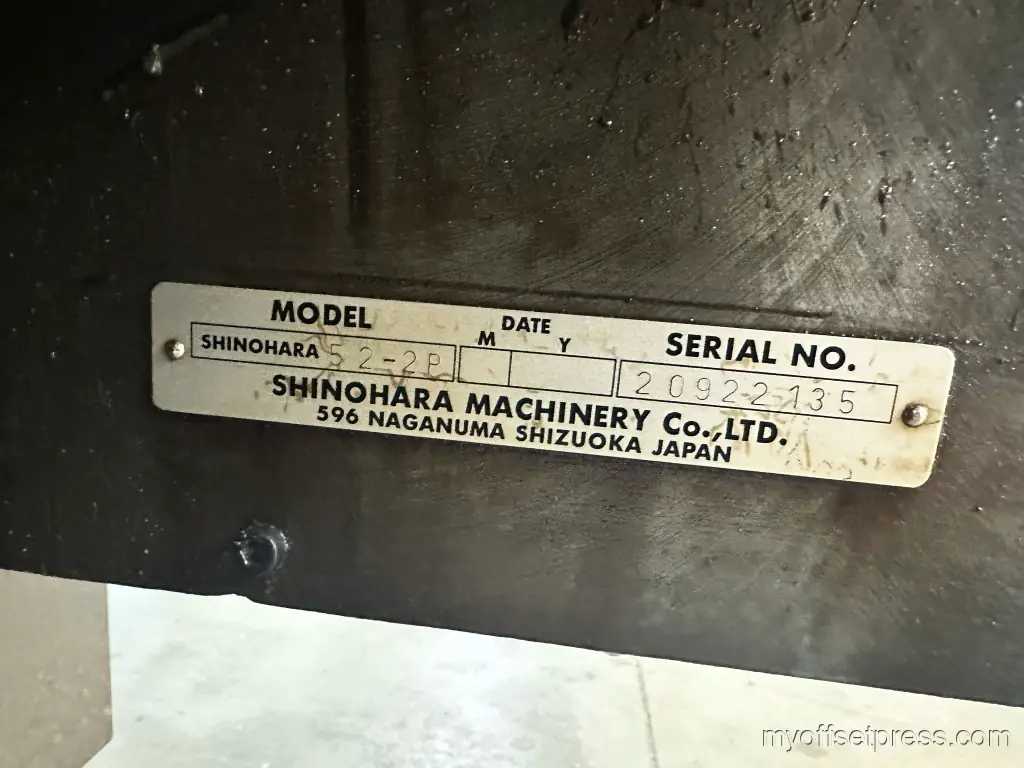 MODEL DATE SERIAL NO.
M Y
SHINOHARA 52-2P 20922135
SHINOHARA MACHINERY Co.,LTD.
596 NAGANUMA SHIZUOKA JAPAN
myoffsetpress.com